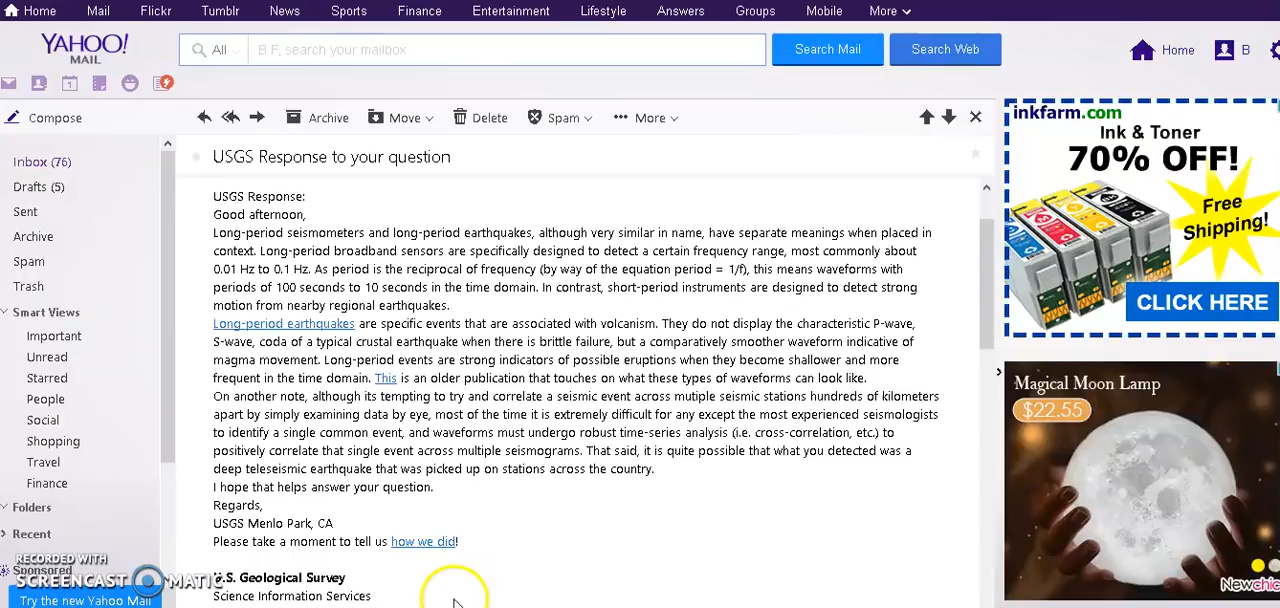 Home Mail Flickr Tumblr News Sports Finance Entertainment Lifestyle Answers Groups Mobile More
YAHOO!
MAIL
All B F, search your mailbox Search Mail Search Web Home B
Compose Archive Move Delete Spam More
Inbox (76)
Drafts (5)
Sent
Archive
Spam
Trash
Smart Views
Important
Unread
Starred
People
Social
Shopping
Travel
Finance
Folders
Recent
Sponsored
Try the new Yahoo Mail
RECORDED WITH
SCREENCAST MATIC
USGS Response to your question
USGS Response:
Good afternoon,
Long-period seismometers and long-period earthquakes, although very similar in name, have separate meanings when placed in
context. Long-period/broadband sensors are specifically designed to detect a certain frequency range, most commonly about
0.01 Hz to 0.1 Hz. As period is the reciprocal of frequency (by way of the equation period = 1/f), this means waveforms with
periods of 100 seconds to 10 seconds in the time domain. In contrast, short-period instruments are designed to detect strong
motion from nearby regional earthquakes.
Long-period earthquakes are specific events that are associated with volcanism. They do not display the characteristic P-wave,
S-wave, coda of a typical crustal earthquake when there is brittle failure, but a comparatively smoother waveform indicative of
magma movement. Long-period events are strong indicators of possible eruptions when they become shallower and more
frequent in the time domain. This is an older publication that touches on what these types of waveforms can look like.
On another note, although its tempting to try and correlate a seismic event across mutiple seismic stations hundreds of kilometers
apart by simply examining data by eye, most of the time it is extremely difficult for any except the most experienced seismologists
to identify a single common event, and waveforms must undergo robust time-series analysis (i.e. cross-correlation, etc.) to
positively correlate that single event across multiple seismograms. That said, it is quite possible that what you detected was a
deep teleseismic earthquake that was picked up on stations across the country.
I hope that helps answer your question.
Regards,
USGS Menlo Park, CA
Please take a moment to tell us how we did!
U.S. Geological Survey
Science Information Services
inkfarm.com
Ink & Toner
70% OFF!
Free
Shipping!
CLICK HERE
Magical Moon Lamp
$22.55
Newchic